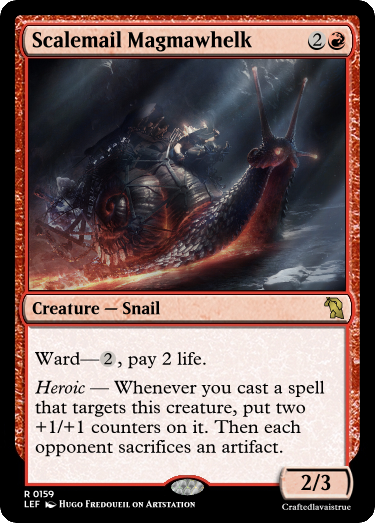 Scalemail Magmawhelk 2
Creature — Snail
Ward—2, pay 2 life.
Heroic — Whenever you cast a spell
that targets this creature, put two
+1/+1 counters on it. Then each
opponent sacrifices an artifact.
2/3
R 0159
LEF Hugo Fredoueil on Artstation
Craftedlavaistrue